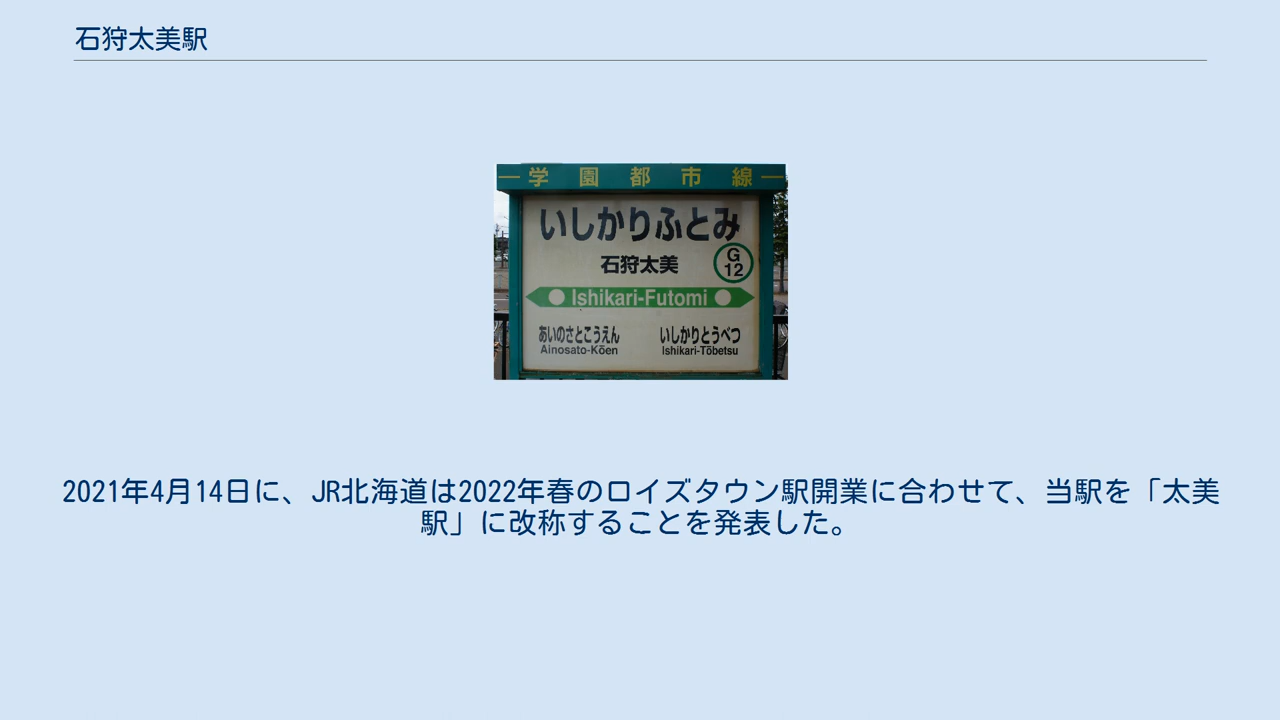 石狩太美駅
学園都市線
いしかりふとみ
石狩太美
G
12
Ishikari-Futomi
あいのさとこうえん いしかりとうべつ
Ainosato-Kōen Ishikari-Tōbetsu
2021年4月14日に、JR北海道は2022年春のロイズタウン駅開業に合わせて、当駅を「太美
駅」に改称することを発表した。